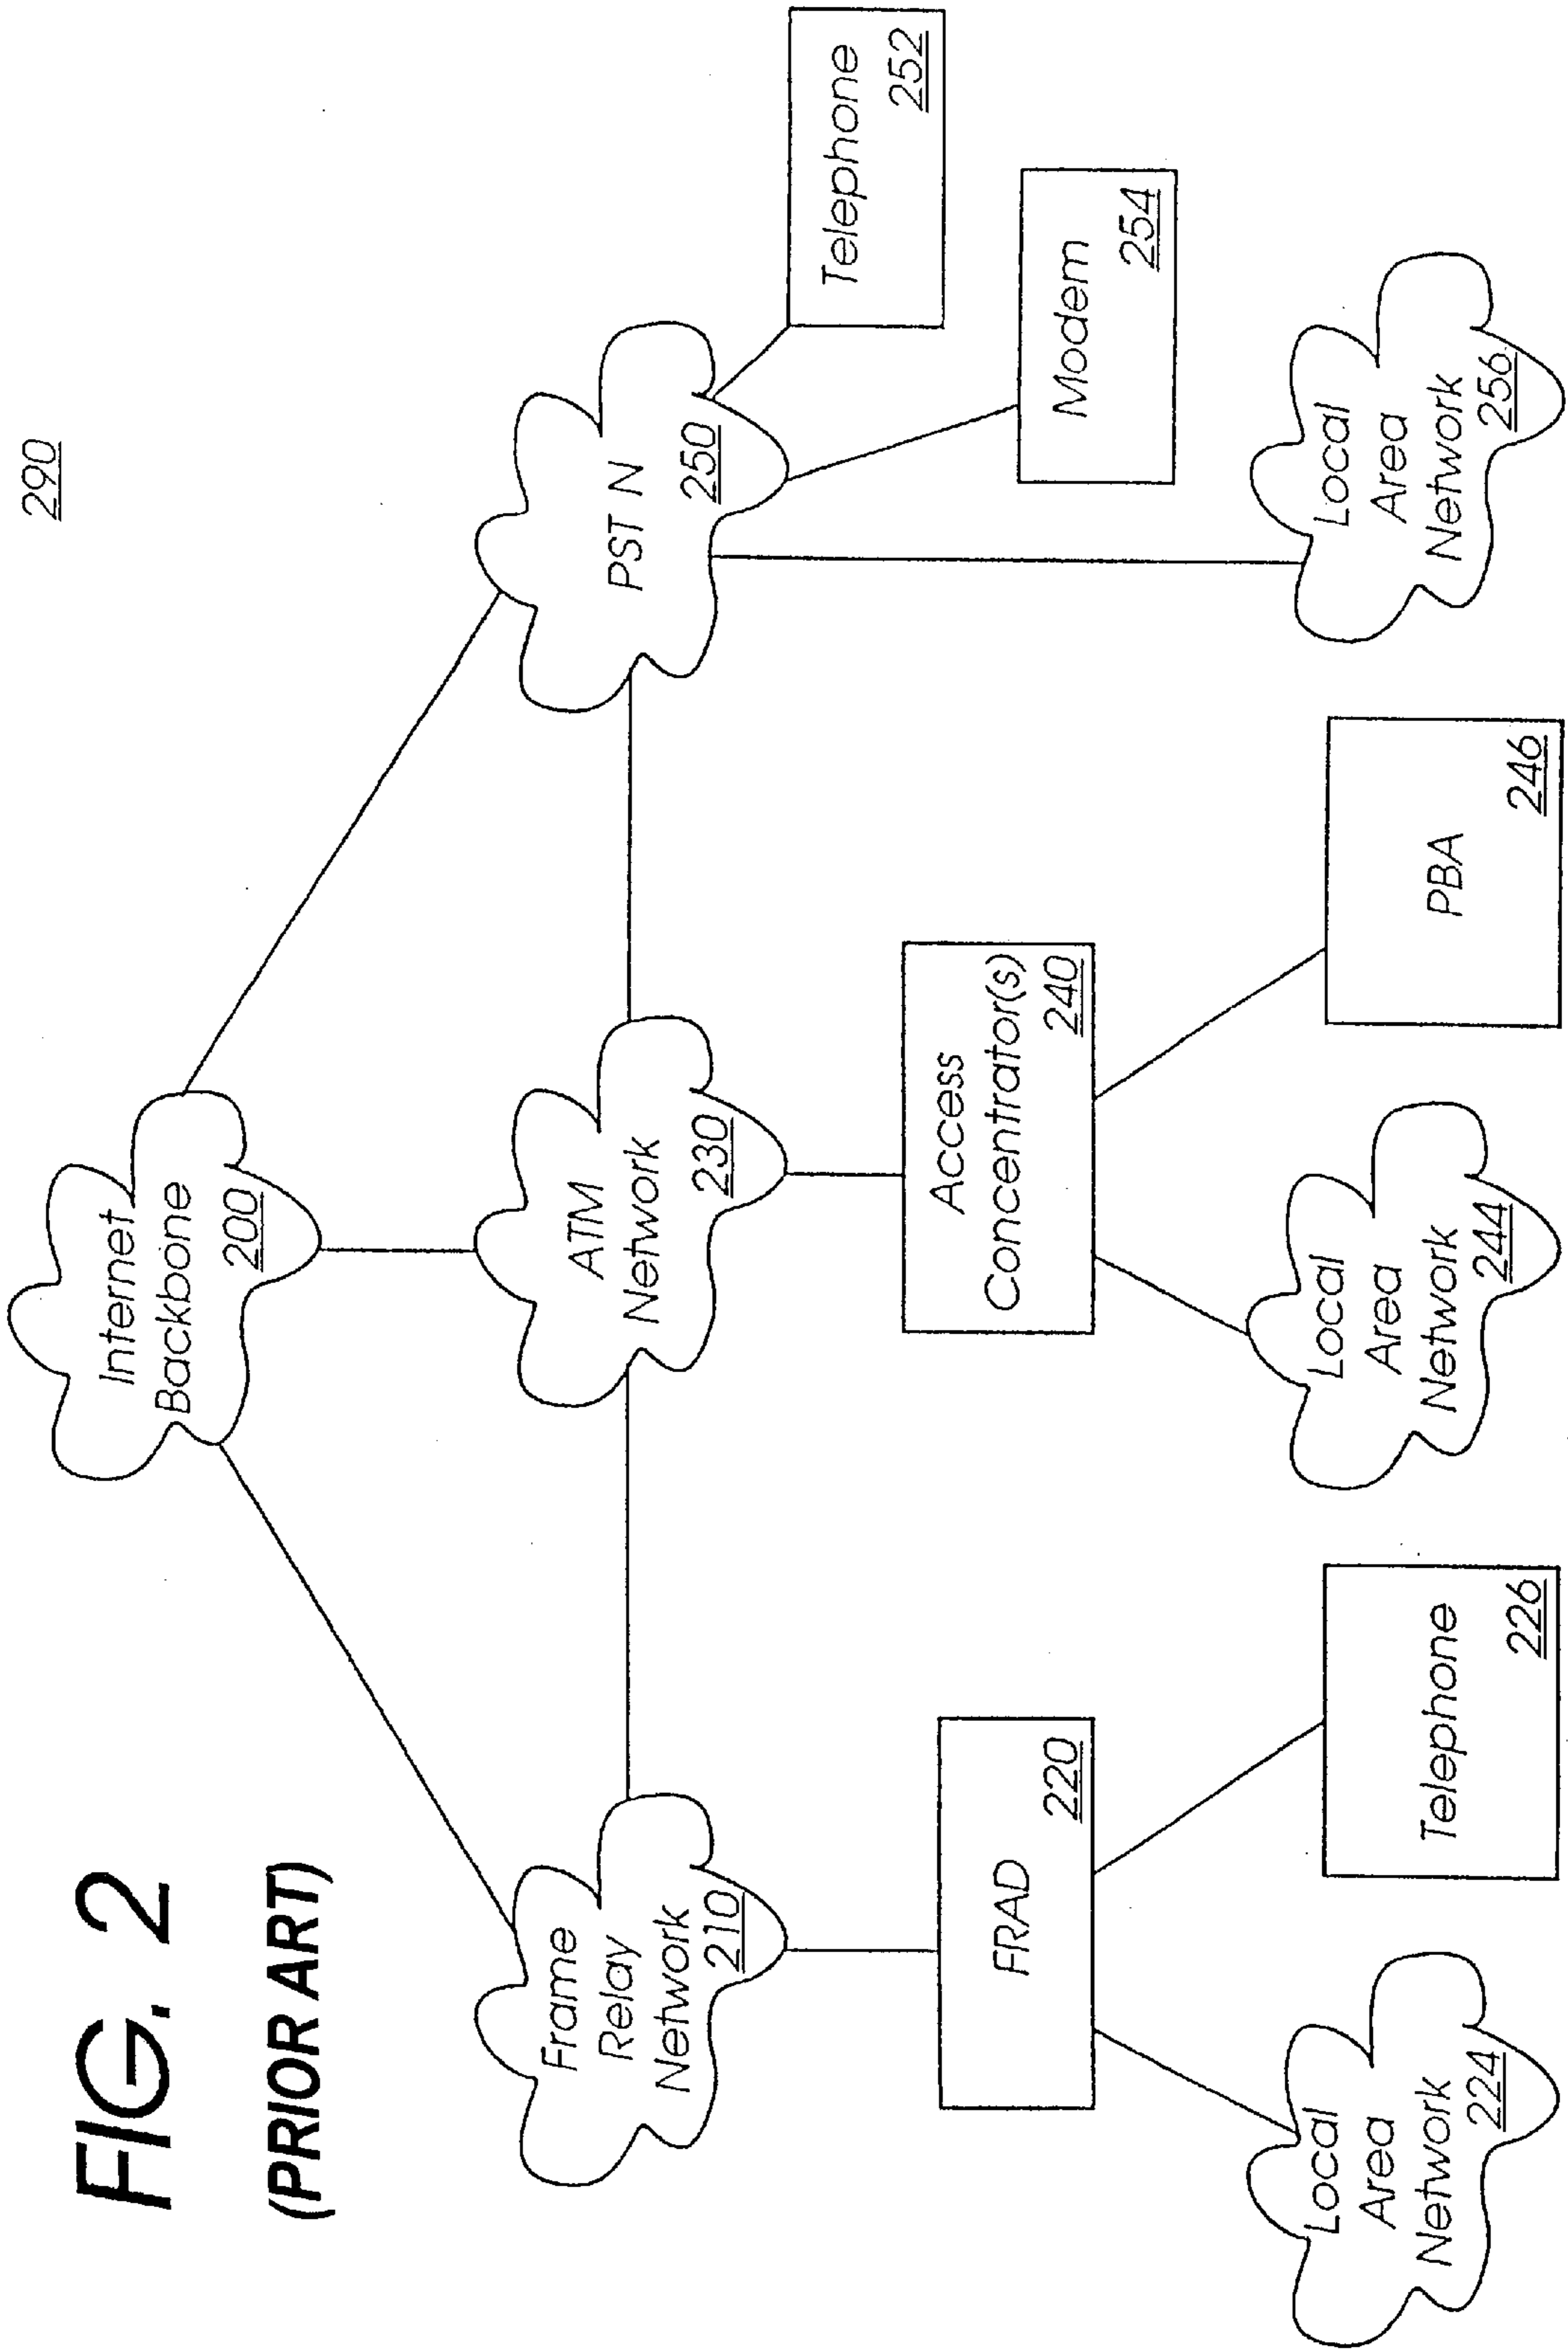 FIG. 2
(PRIOR ART)
290
Internet
Backbone
200
Frame
Relay
Network
210
ATM
Network
230
PST N
250
FRAD
220
Access
Concentrator(s)
240
Telephone
252
Modem
254
Local
Area
Network
224
Telephone
226
Local
Area
Network
244
PBA
246
Local
Area
Network
256